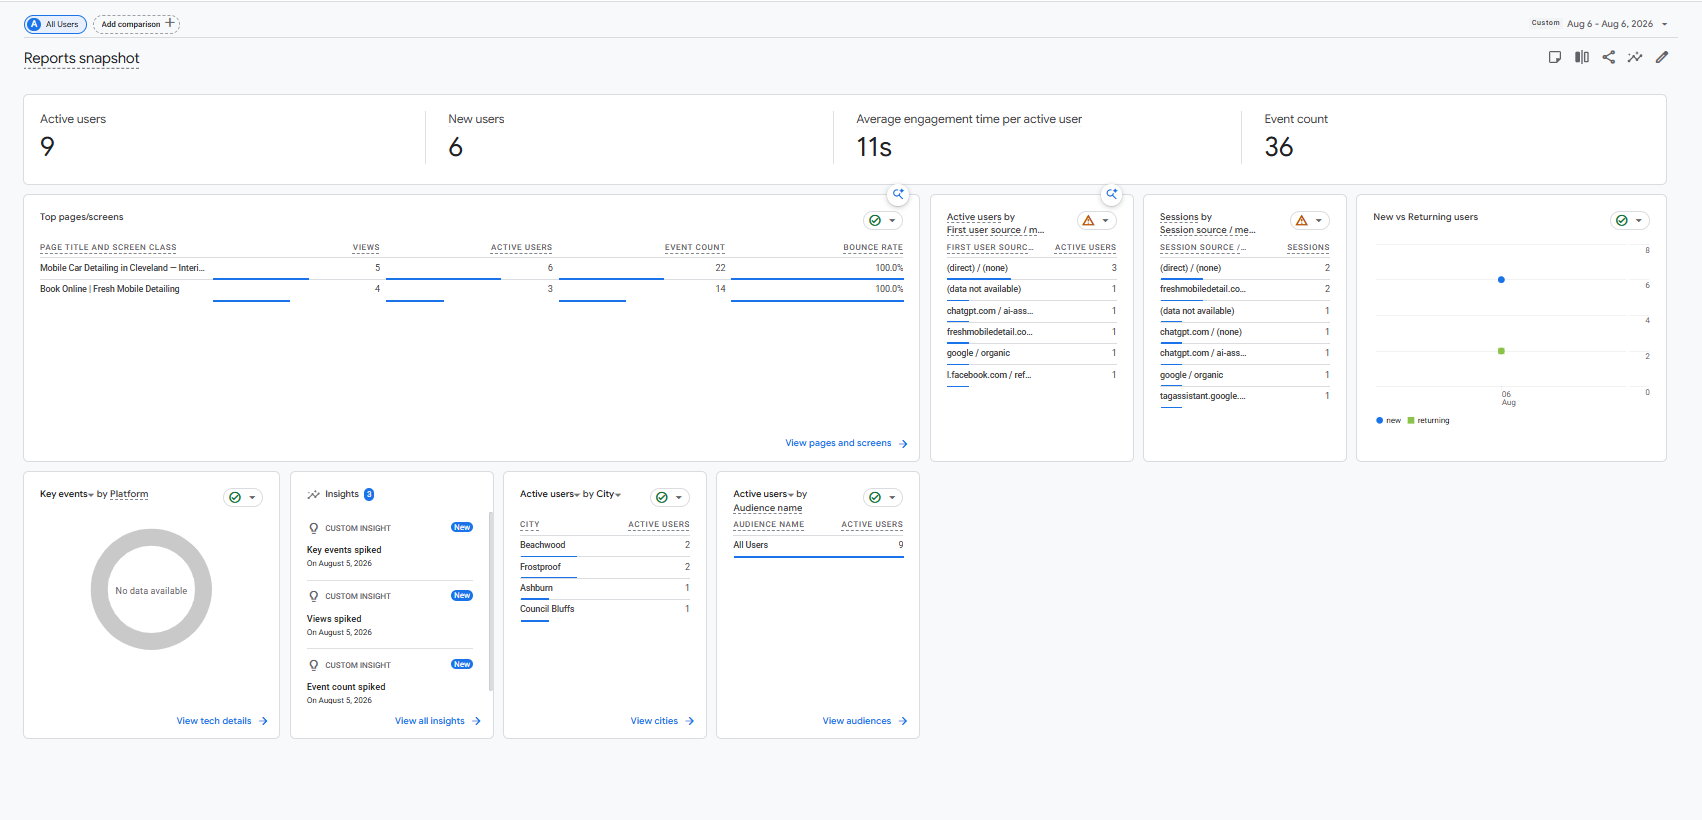 A All Users
Add comparison
Custom Aug 6 - Aug 6, 2026
Reports snapshot
Active users
9
New users
6
Average engagement time per active user
11s
Event count
36
Top pages/screens
PAGE TITLE AND SCREEN CLASS VIEWS ACTIVE USERS EVENT COUNT BOUNCE RATE
Mobile Car Detailing in Cleveland — Interi... 5 6 22 100.0%
Book Online | Fresh Mobile Detailing 4 3 14 100.0%
View pages and screens
Active users by
First user source / m...
FIRST USER SOURC... ACTIVE USERS
(direct) / (none) 3
(data not available) 1
chatgpt.com / ai-ass... 1
freshmobiledetail.co... 1
google / organic 1
l.facebook.com / ref... 1
Sessions by
Session source / me...
SESSION SOURCE /... SESSIONS
(direct) / (none) 2
freshmobiledetail.co... 2
(data not available) 1
chatgpt.com / (none) 1
chatgpt.com / ai-ass... 1
google / organic 1
tagassistant.google.... 1
New vs Returning users
8
6
4
2
0
06
Aug
new returning
Key events by Platform
No data available
View tech details
Insights 3
CUSTOM INSIGHT New
Key events spiked
On August 5, 2026
CUSTOM INSIGHT New
Views spiked
On August 5, 2026
CUSTOM INSIGHT New
Event count spiked
On August 5, 2026
View all insights
Active users by City
CITY ACTIVE USERS
Beachwood 2
Frostproof 2
Ashburn 1
Council Bluffs 1
View cities
Active users by
Audience name
AUDIENCE NAME ACTIVE USERS
All Users 9
View audiences